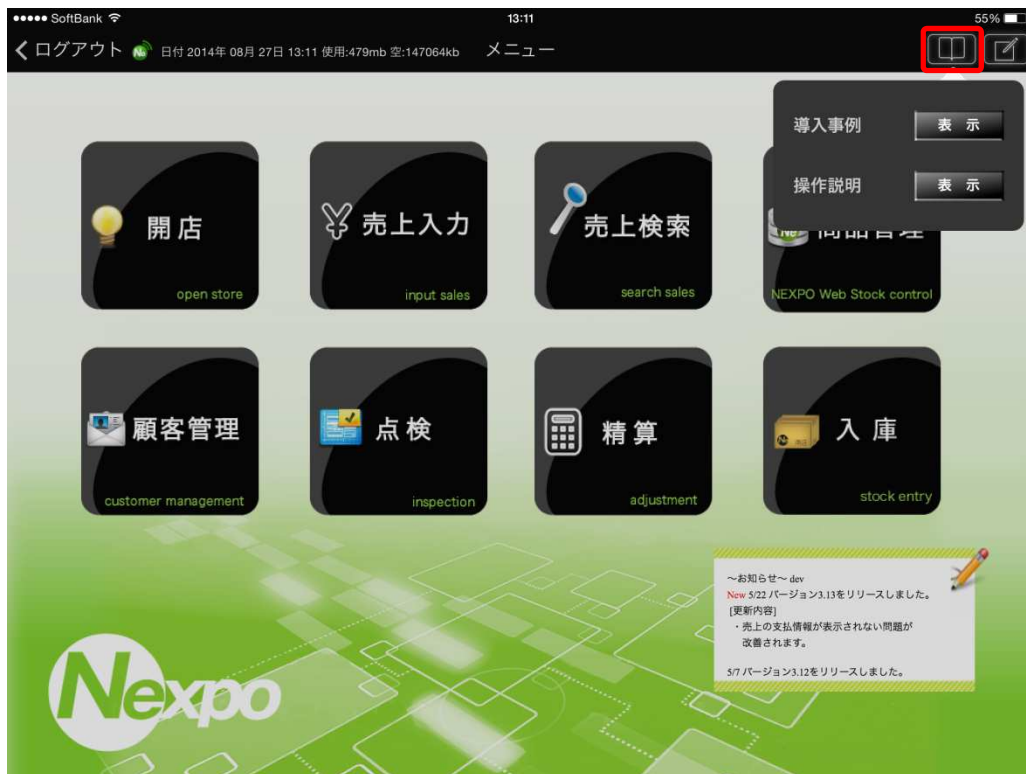 SoftBank 13:11 55%
ログアウト 日付 2014年 08月 27日 13:11 使用:479mb 空:147064kb メニュー
導入事例 表 示
操作説明 表 示
開店
open store
売上入力
input sales
売上検索
search sales
商品管理
NEXPO Web Stock control
顧客管理
customer management
点検
inspection
精算
adjustment
入庫
stock entry
～お知らせ～ dev
New 5/22 バージョン3.13をリリースしました。
[更新内容]
・売上の支払情報が表示されない問題が
改善されます。
5/7 バージョン3.12をリリースしました。
Nexpo